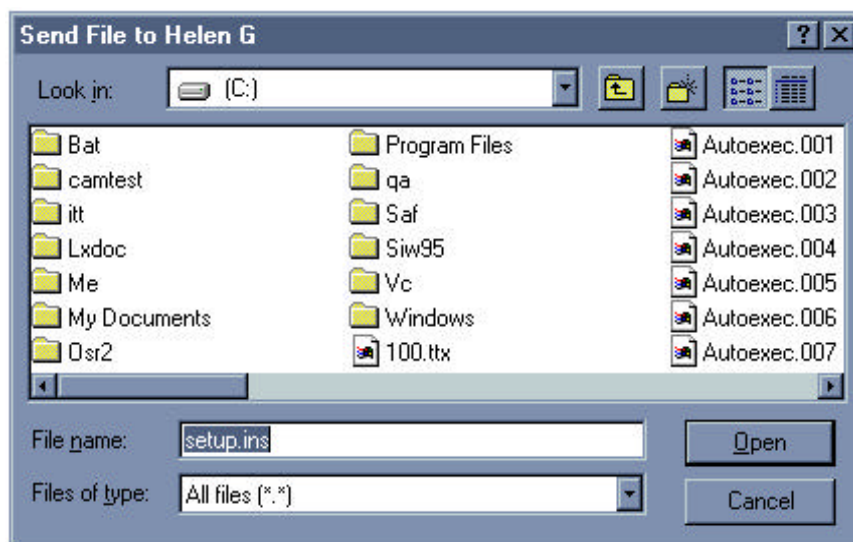 Send File to Helen G
Look in: (C:)
Bat
camtest
itt
Lxdoc
Me
My Documents
Osr2
Program Files
qa
Saf
Siw95
Vc
Windows
100.ttx
Autoexec.001
Autoexec.002
Autoexec.003
Autoexec.004
Autoexec.005
Autoexec.006
Autoexec.007
File name: setup.ins Open
Files of type: All files (*.*) Cancel